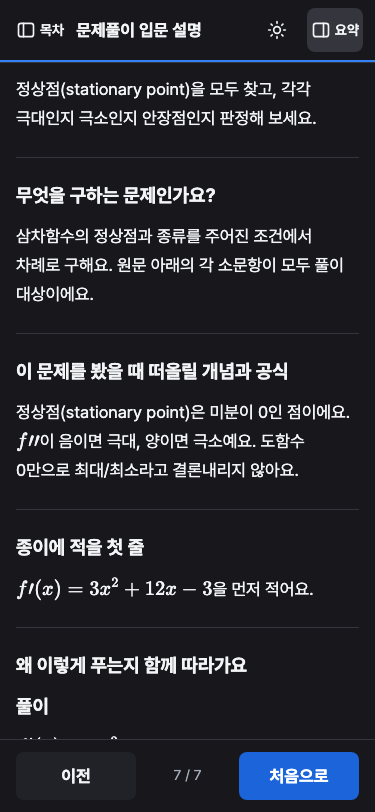 목차 문제풀이 입문 설명 요약
정상점(stationary point)을 모두 찾고, 각각
극대인지 극소인지 안장점인지 판정해 보세요.
무엇을 구하는 문제인가요?
삼차함수의 정상점과 종류를 주어진 조건에서
차례로 구해요. 원문 아래의 각 소문항이 모두 풀이
대상이에요.
이 문제를 봤을 때 떠올릴 개념과 공식
정상점(stationary point)은 미분이 0인 점이에요.
f′′이 음이면 극대, 양이면 극소예요. 도함수
0만으로 최대/최소라고 결론내리지 않아요.
종이에 적을 첫 줄
f′(x) = 3x² + 12x − 3을 먼저 적어요.
왜 이렇게 푸는지 함께 따라가요
풀이
이전 7 / 7 처음으로